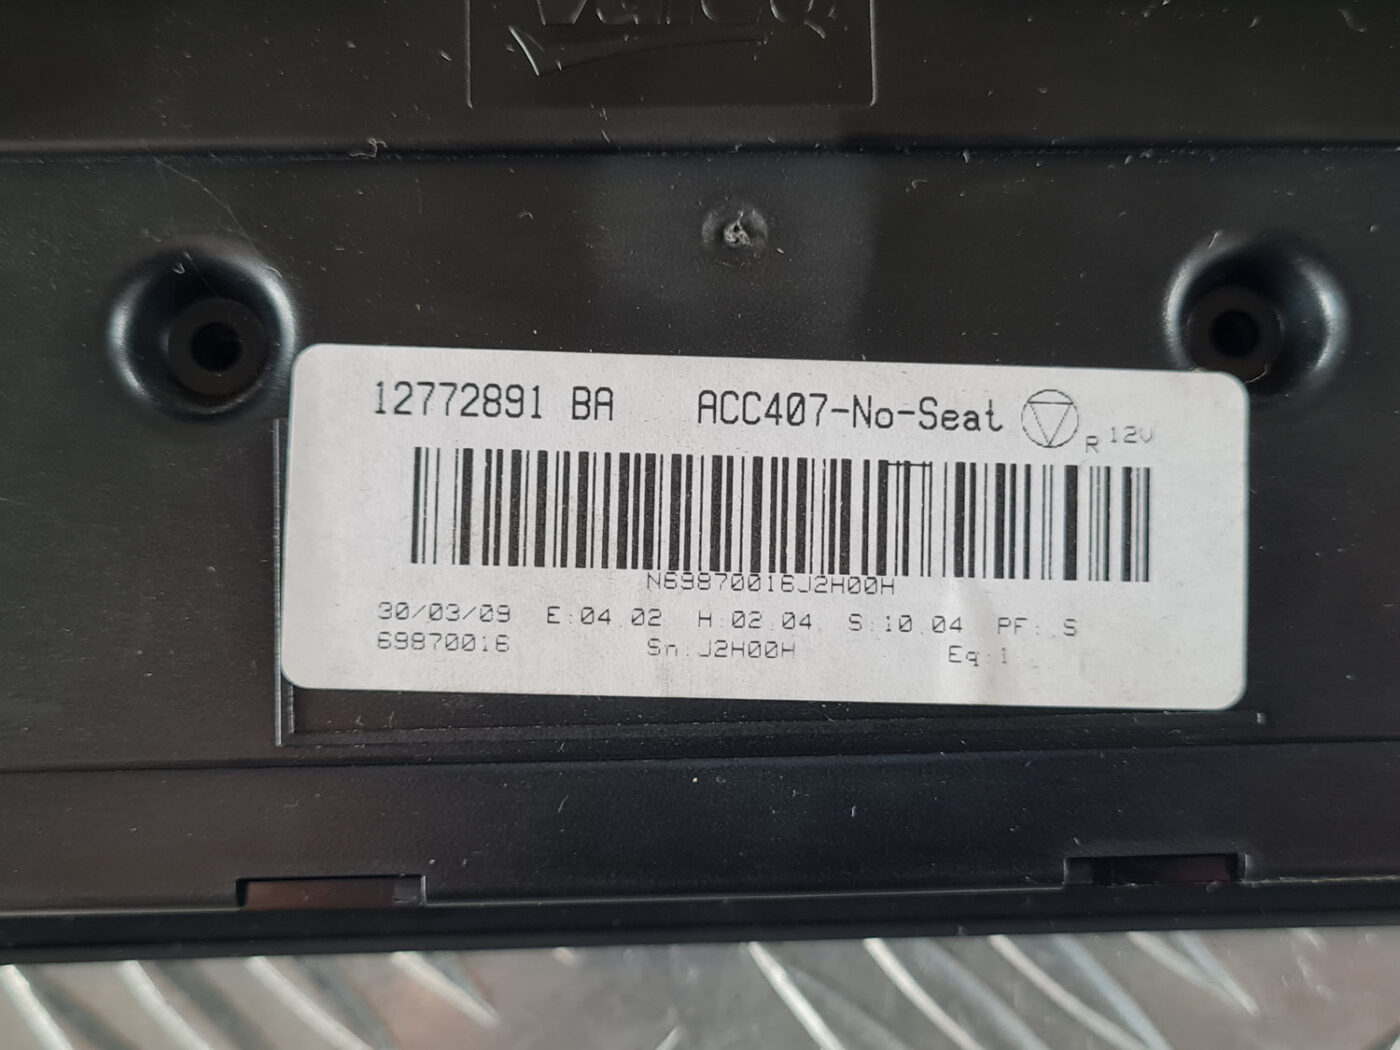 Valeo
12772891 BA ACC407-No-Seat R 12V
N69870016J2H00H
30/03/09 E:04.02 H:02.04 S:10.04 PF: S
69870016 Sn:J2H00H Eq:1